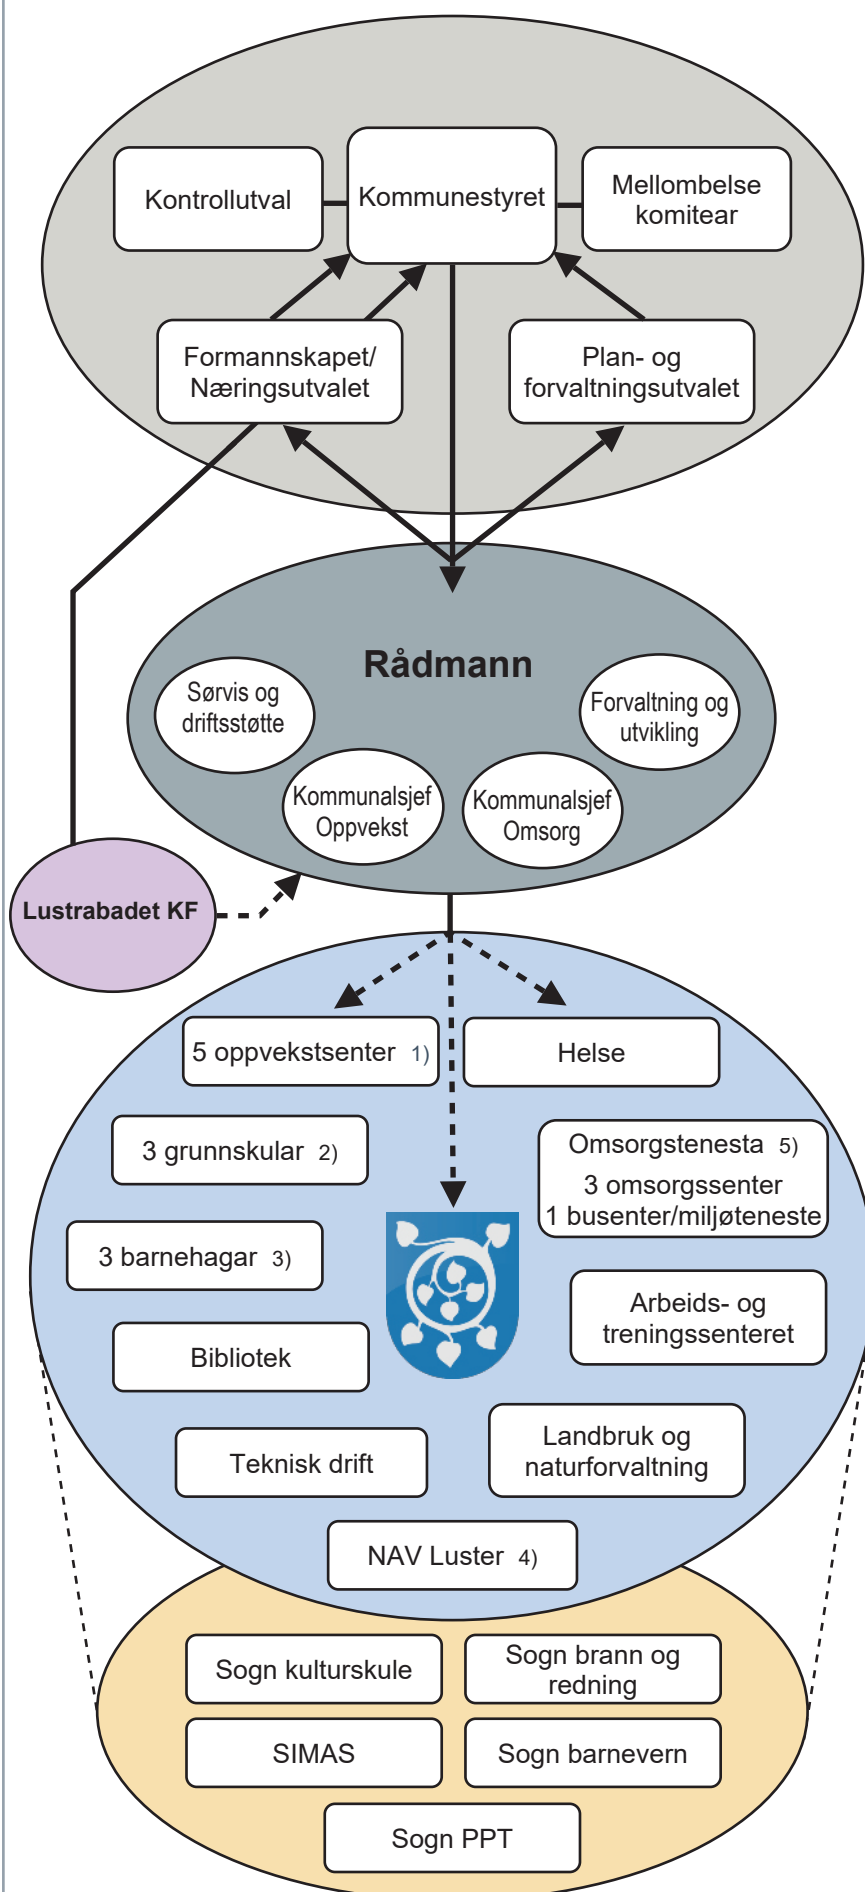 Kontrollutval
Kommunestyret
Mellombelse
komitear
Formannskapet/
Næringsutvalet
Plan- og
forvaltningsutvalet
Rådmann
Sørvis og
driftsstøtte
Forvaltning og
utvikling
Kommunalsjef
Oppvekst
Kommunalsjef
Omsorg
Lustrabadet KF
5 oppvekstsenter 1)
Helse
3 grunnskular 2)
Omsorgstenesta 5)
3 omsorgssenter
1 busenter/miljøteneste
3 barnehagar 3)
Arbeids- og
treningssenteret
Bibliotek
Landbruk og
naturforvaltning
Teknisk drift
NAV Luster 4)
Sogn kulturskule
Sogn brann og
redning
SIMAS
Sogn barnevern
Sogn PPT